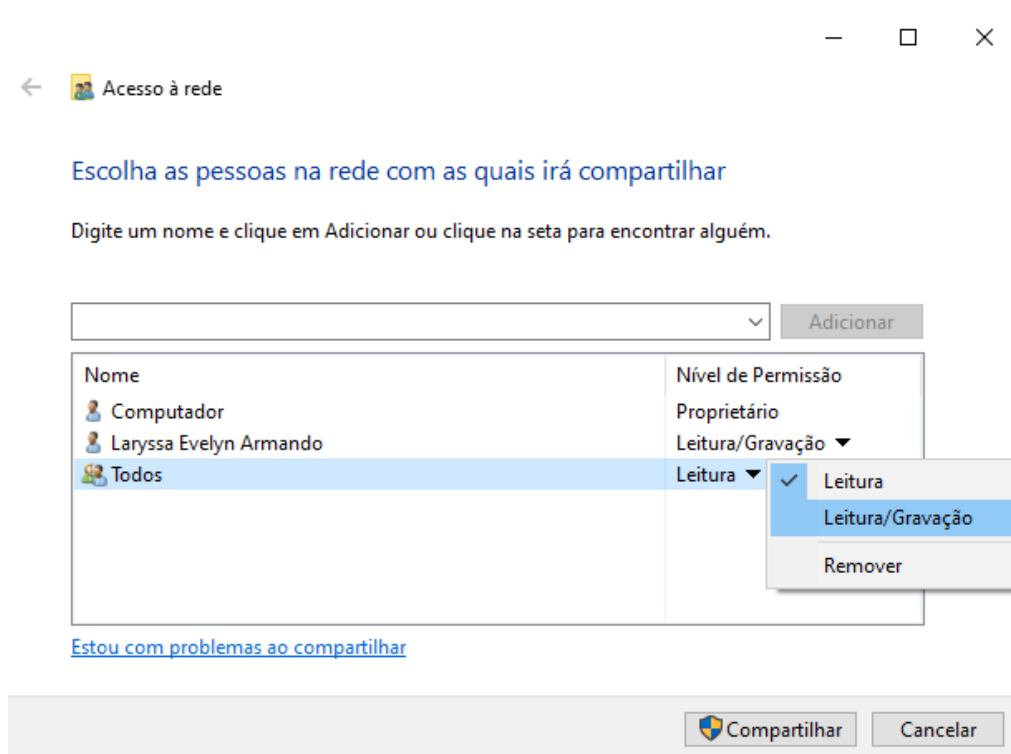 Acesso à rede
Escolha as pessoas na rede com as quais irá compartilhar
Digite um nome e clique em Adicionar ou clique na seta para encontrar alguém.
Adicionar
Nome Nível de Permissão
Computador Proprietário
Laryssa Evelyn Armando Leitura/Gravação
Todos Leitura
Leitura
Leitura/Gravação
Remover
Estou com problemas ao compartilhar
Compartilhar Cancelar